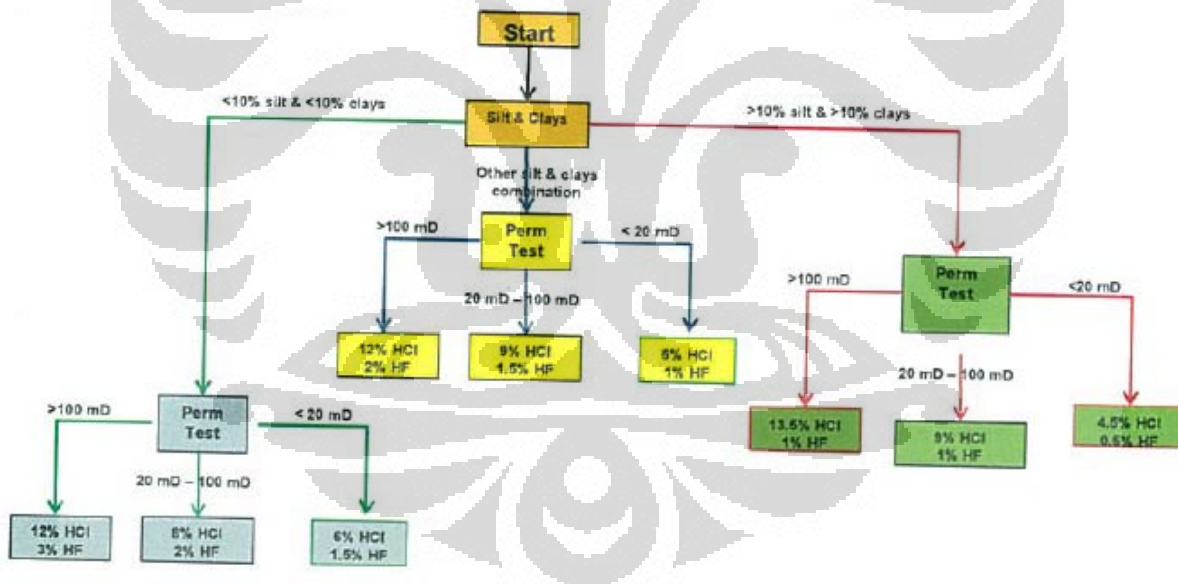 Start
<10% silt & <10% clays
Silt & Clays
>10% silt & >10% clays
Other silt & clays
combination
>100 mD
Perm
Test
< 20 mD
20 mD – 100 mD
12% HCl
2% HF
9% HCl
1.5% HF
1% HF
>100 mD
Perm
Test
<20 mD
20 mD – 100 mD
13.5% HCl
1% HF
9% HCl
1% HF
4.5% HCl
0.5% HF
>100 mD
Perm
Test
< 20 mD
20 mD – 100 mD
12% HCl
3% HF
8% HCl
2% HF
6% HCl
1.5% HF